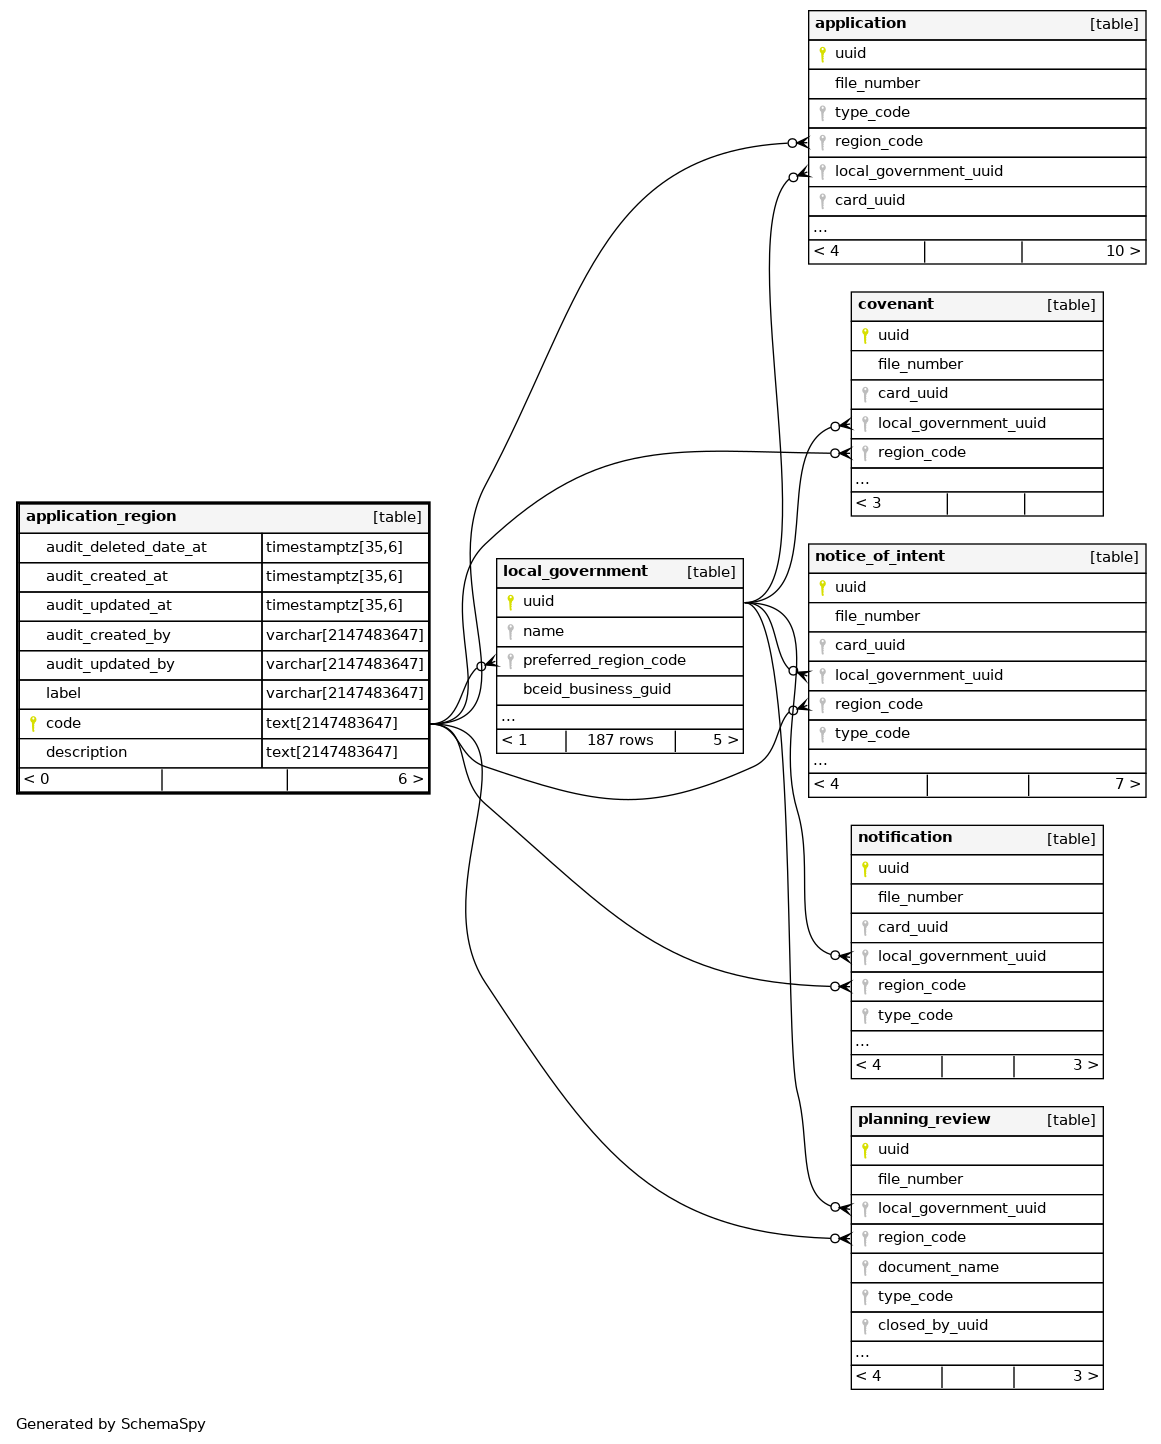 application [table]
uuid
file_number
type_code
region_code
local_government_uuid
card_uuid
...
< 4 10 >
covenant [table]
uuid
file_number
card_uuid
local_government_uuid
region_code
...
< 3
application_region [table]
audit_deleted_date_at timestamptz[35,6]
audit_created_at timestamptz[35,6]
audit_updated_at timestamptz[35,6]
audit_created_by varchar[2147483647]
audit_updated_by varchar[2147483647]
label varchar[2147483647]
code text[2147483647]
description text[2147483647]
< 0 6 >
local_government [table]
uuid
name
preferred_region_code
bceid_business_guid
...
< 1 187 rows 5 >
notice_of_intent [table]
uuid
file_number
card_uuid
local_government_uuid
region_code
type_code
...
< 4 7 >
notification [table]
uuid
file_number
card_uuid
local_government_uuid
region_code
type_code
...
< 4 3 >
planning_review [table]
uuid
file_number
local_government_uuid
region_code
document_name
type_code
closed_by_uuid
...
< 4 3 >
Generated by SchemaSpy